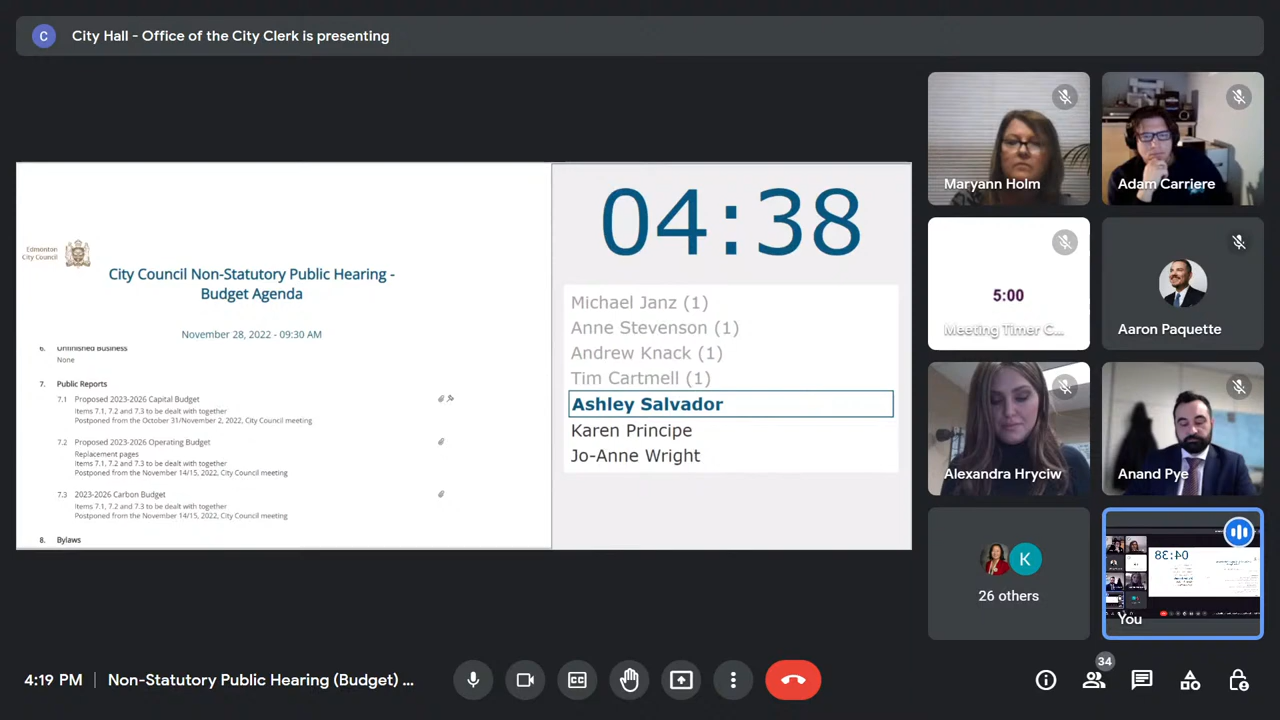 C
City Hall - Office of the City Clerk is presenting
Edmonton
City Council
City Council Non-Statutory Public Hearing -
Budget Agenda
November 28, 2022 - 09:30 AM
6. Unfinished Business
None
7. Public Reports
7.1 Proposed 2023-2026 Capital Budget
Items 7.1, 7.2 and 7.3 to be dealt with together
Postponed from the October 31/November 2, 2022, City Council meeting
7.2 Proposed 2023-2026 Operating Budget
Replacement pages
Items 7.1, 7.2 and 7.3 to be dealt with together
Postponed from the November 14/15, 2022, City Council meeting
7.3 2023-2026 Carbon Budget
Items 7.1, 7.2 and 7.3 to be dealt with together
Postponed from the November 14/15, 2022, City Council meeting
8. Bylaws
04:38
Michael Janz (1)
Anne Stevenson (1)
Andrew Knack (1)
Tim Cartmell (1)
Ashley Salvador
Karen Principe
Jo-Anne Wright
Maryann Holm
Adam Carriere
5:00
Meeting Timer C...
Aaron Paquette
Alexandra Hryciw
Anand Pye
K
26 others
04:38
You
4:19 PM | Non-Statutory Public Hearing (Budget) ...
CC
34